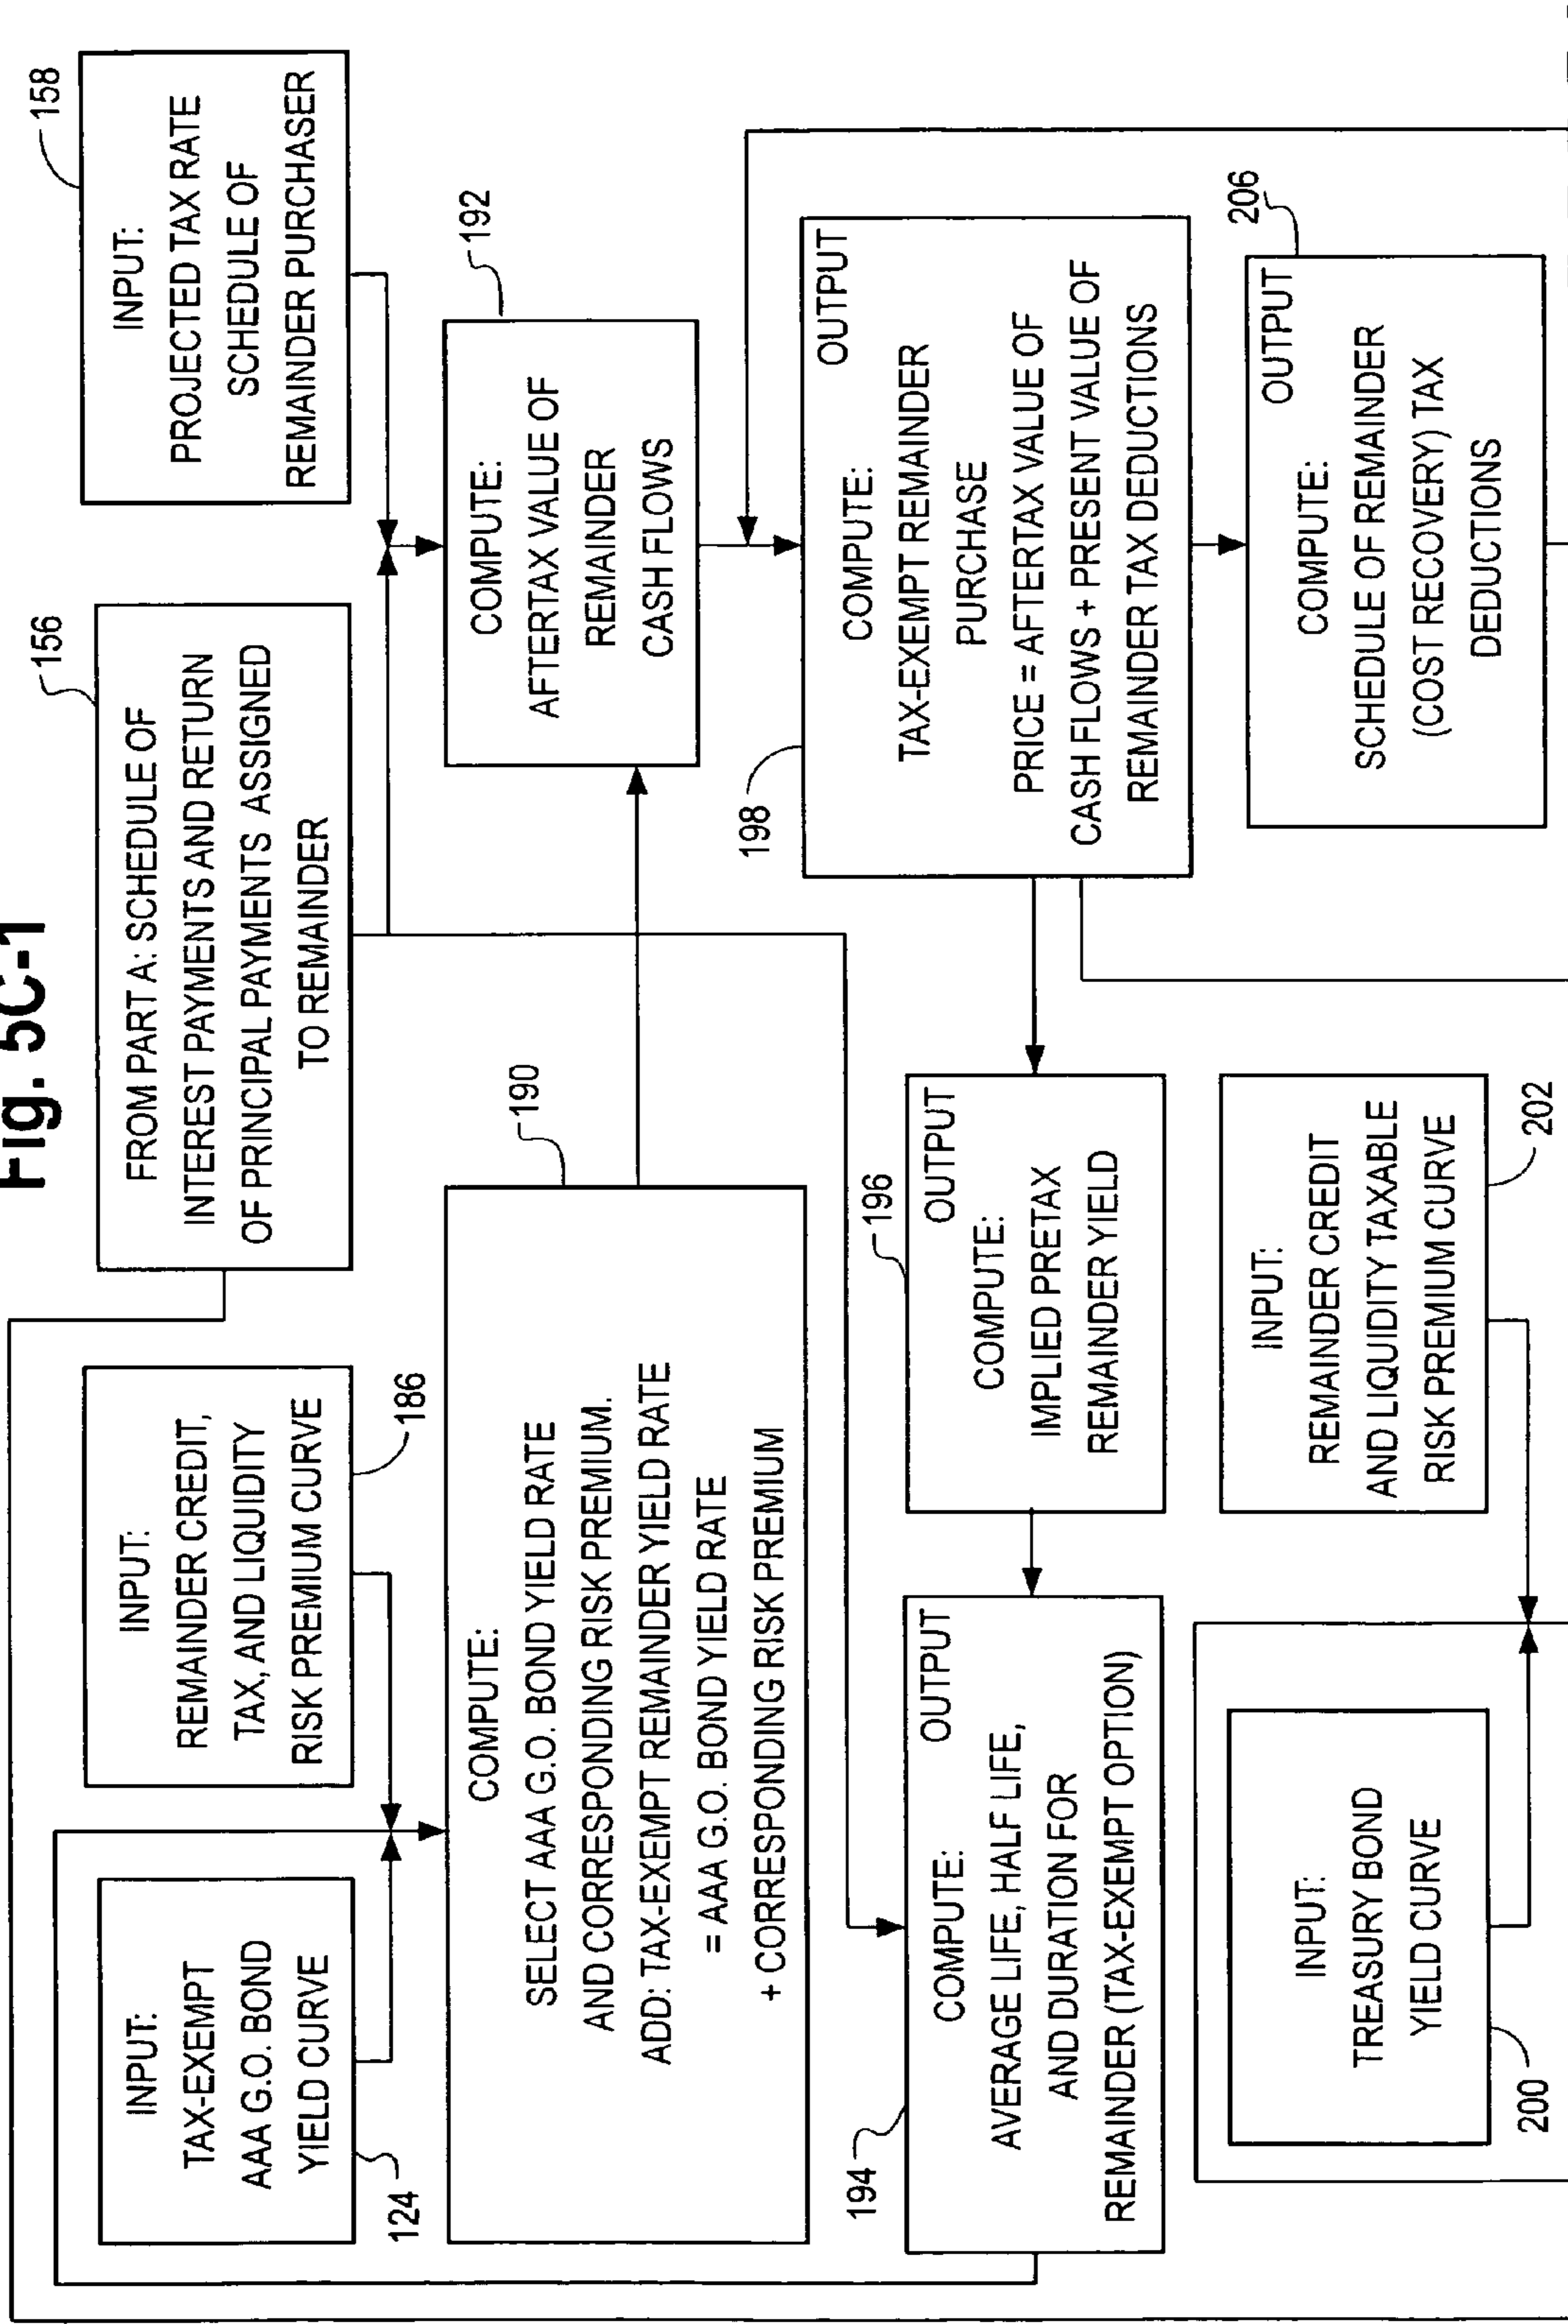 Fig. 5C-1
INPUT:
TAX-EXEMPT
AAA G.O. BOND
YIELD CURVE
124
INPUT:
REMAINDER CREDIT,
TAX, AND LIQUIDITY
RISK PREMIUM CURVE
186
FROM PART A: SCHEDULE OF
INTEREST PAYMENTS AND RETURN
OF PRINCIPAL PAYMENTS ASSIGNED
TO REMAINDER
156
INPUT:
PROJECTED TAX RATE
SCHEDULE OF
REMAINDER PURCHASER
158
COMPUTE:
SELECT AAA G.O. BOND YIELD RATE
AND CORRESPONDING RISK PREMIUM.
ADD: TAX-EXEMPT REMAINDER YIELD RATE
= AAA G.O. BOND YIELD RATE
+ CORRESPONDING RISK PREMIUM
190
COMPUTE:
AFTERTAX VALUE OF
REMAINDER
CASH FLOWS
192
194
COMPUTE: OUTPUT
AVERAGE LIFE, HALF LIFE,
AND DURATION FOR
REMAINDER (TAX-EXEMPT OPTION)
196
OUTPUT
COMPUTE:
IMPLIED PRETAX
REMAINDER YIELD
198
OUTPUT
COMPUTE:
TAX-EXEMPT REMAINDER
PURCHASE
PRICE = AFTERTAX VALUE OF
CASH FLOWS + PRESENT VALUE OF
REMAINDER TAX DEDUCTIONS
INPUT:
TREASURY BOND
YIELD CURVE
200
INPUT:
REMAINDER CREDIT
AND LIQUIDITY TAXABLE
RISK PREMIUM CURVE
202
206
OUTPUT
COMPUTE:
SCHEDULE OF REMAINDER
(COST RECOVERY) TAX
DEDUCTIONS